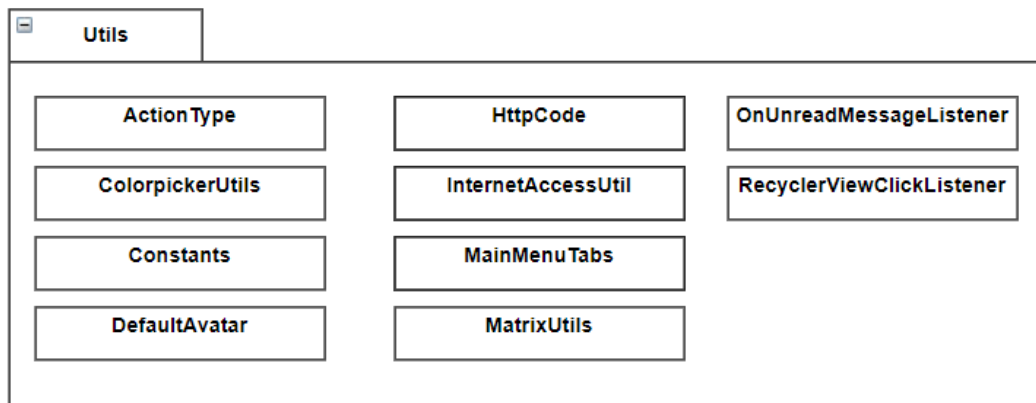 Utils
ActionType
ColorpickerUtils
Constants
DefaultAvatar
HttpCode
InternetAccessUtil
MainMenuTabs
MatrixUtils
OnUnreadMessageListener
RecyclerViewClickListener